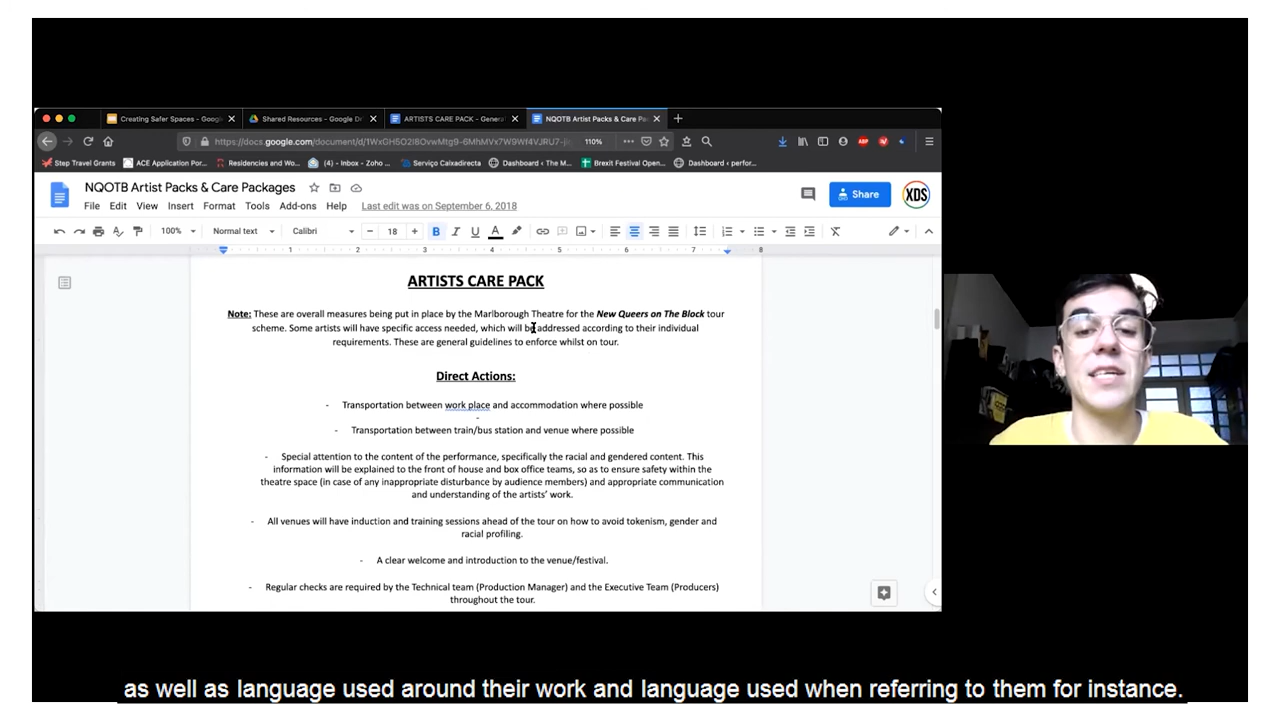 Creating Safer Spaces - Googl
Shared Resources - Google Dr
ARTISTS CARE PACK - Genera
NQOTB Artist Packs & Care Pa
110%
Step Travel Grants
ACE Application Por...
Residencies and Wo...
(4) - Inbox - Zoho ...
Serviço Caixadirecta
Dashboard ‹ The M...
Brexit Festival Open...
Dashboard ‹ perfor...
NQOTB Artist Packs & Care Packages
File Edit View Insert Format Tools Add-ons Help Last edit was on September 6, 2018
Share
XDS
100% Normal text Calibri - 18 + B I U A
1 2 3 4 5 6 7 8
ARTISTS CARE PACK
Note: These are overall measures being put in place by the Marlborough Theatre for the New Queers on The Block tour
scheme. Some artists will have specific access needed, which will be addressed according to their individual
requirements. These are general guidelines to enforce whilst on tour.
Direct Actions:
- Transportation between work place and accommodation where possible
-
- Transportation between train/bus station and venue where possible
- Special attention to the content of the performance, specifically the racial and gendered content. This
information will be explained to the front of house and box office teams, so as to ensure safety within the
theatre space (in case of any inappropriate disturbance by audience members) and appropriate communication
and understanding of the artists' work.
- All venues will have induction and training sessions ahead of the tour on how to avoid tokenism, gender and
racial profiling.
- A clear welcome and introduction to the venue/festival.
- Regular checks are required by the Technical team (Production Manager) and the Executive Team (Producers)
throughout the tour.
as well as language used around their work and language used when referring to them for instance.